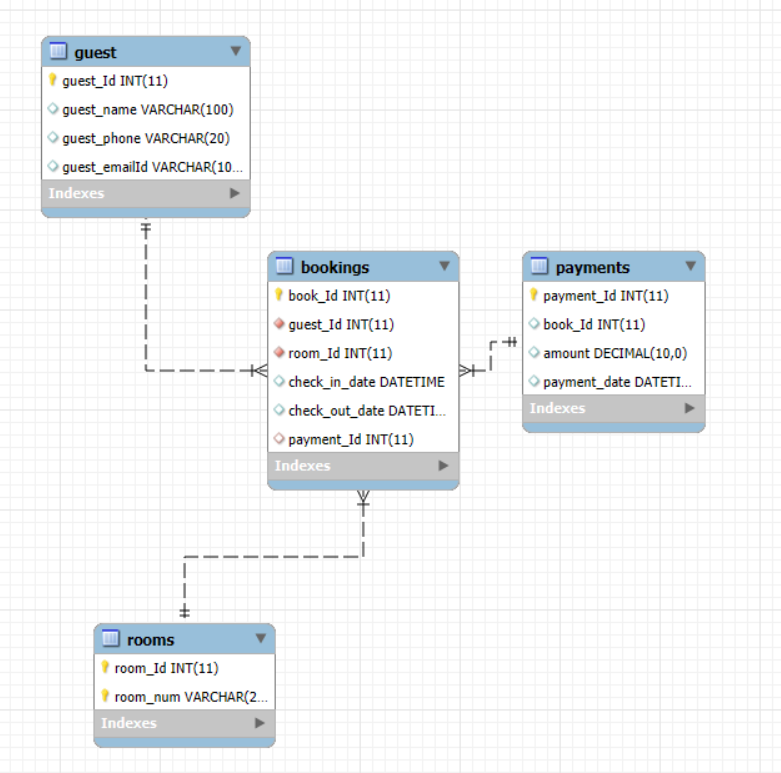 guest
guest_Id INT(11)
guest_name VARCHAR(100)
guest_phone VARCHAR(20)
guest_emailId VARCHAR(10...
Indexes
bookings
book_Id INT(11)
guest_Id INT(11)
room_Id INT(11)
check_in_date DATETIME
check_out_date DATETI...
payment_Id INT(11)
Indexes
payments
payment_Id INT(11)
book_Id INT(11)
amount DECIMAL(10,0)
payment_date DATETI...
Indexes
rooms
room_Id INT(11)
room_num VARCHAR(2...
Indexes